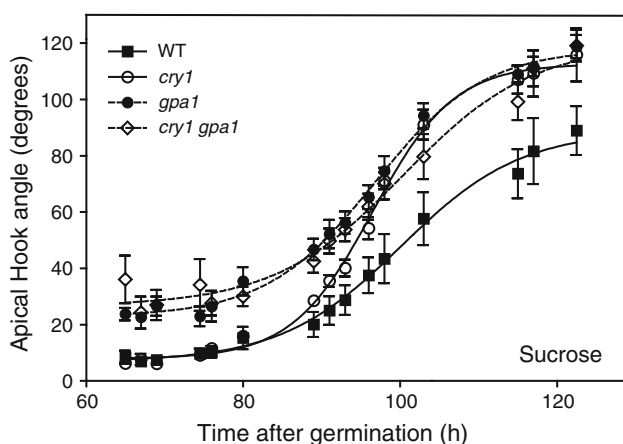 Apical Hook angle (degrees)
120
100
80
60
40
20
0
WT
cry1
gpa1
cry1 gpa1
Sucrose
60
80
100
120
Time after germination (h)